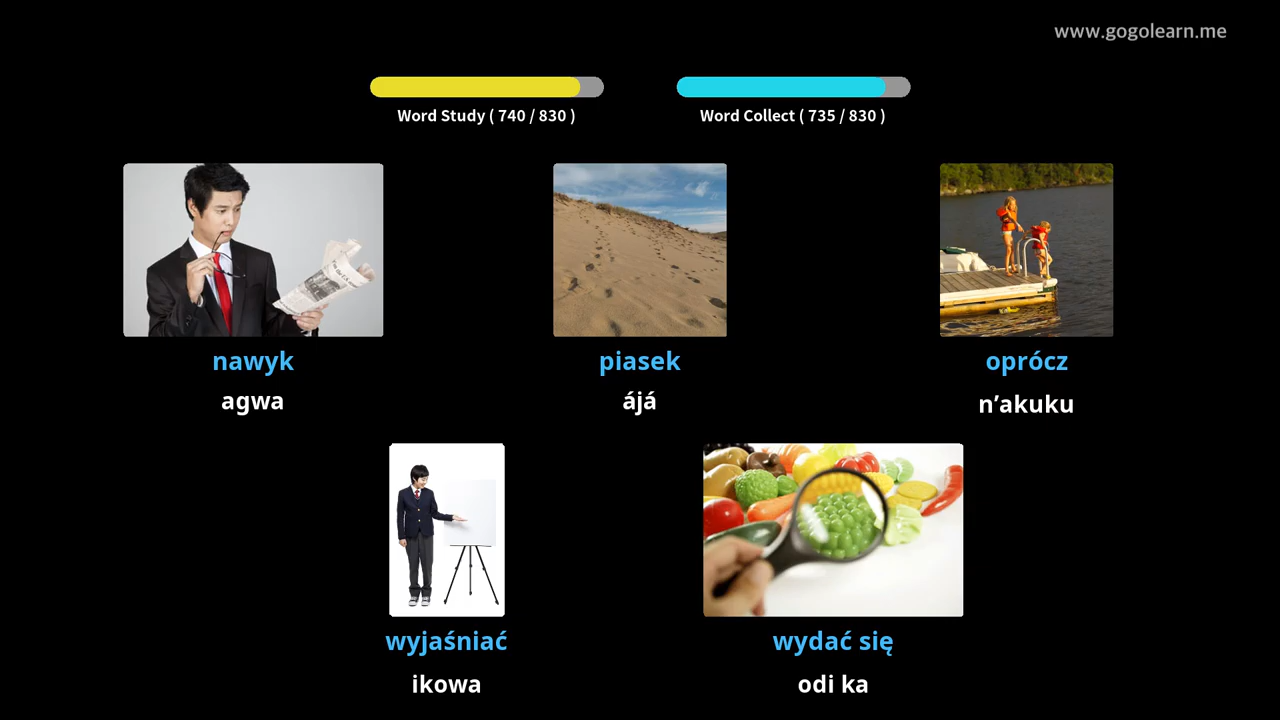 www.gogolearn.me
Word Study ( 740 / 830 )
Word Collect ( 735 / 830 )
nawyk
agwa
piasek
ájá
oprócz
n’akuku
wyjaśniać
ikowa
wydać się
odi ka